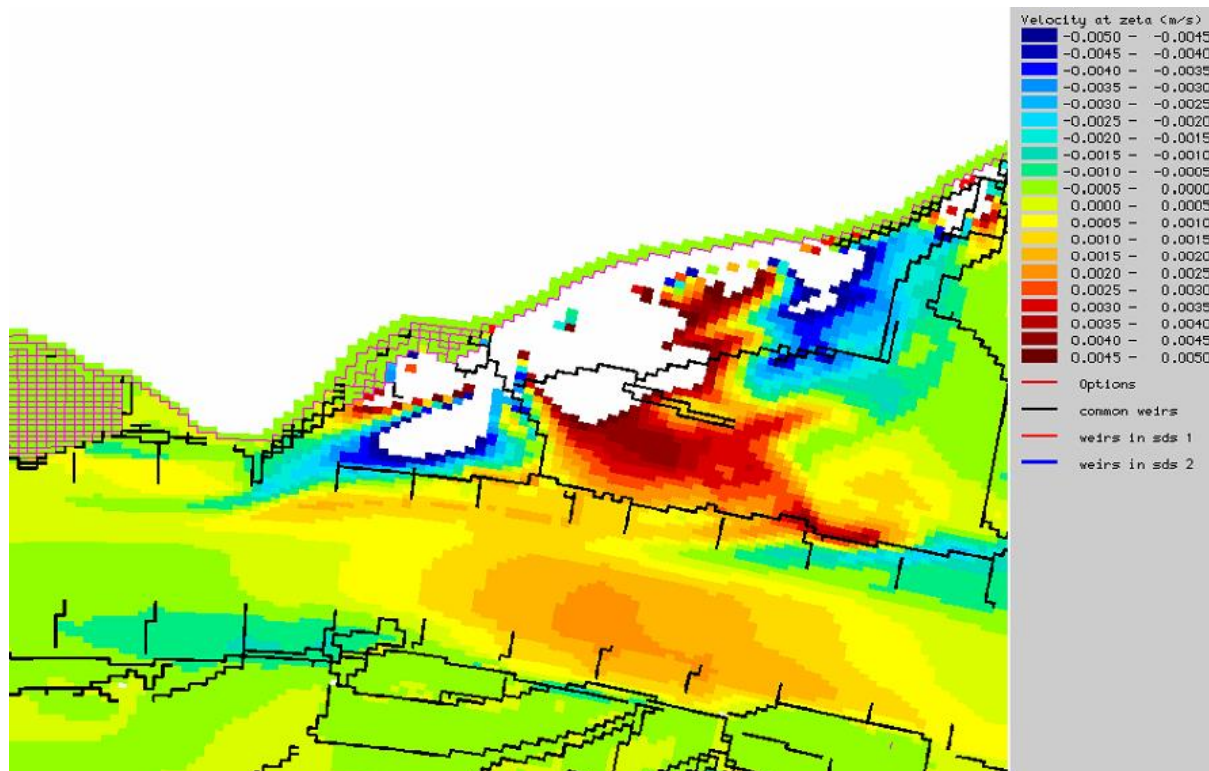 Velocity at zeta (m/s)
-0.0050 - -0.0045
-0.0045 - -0.0040
-0.0040 - -0.0035
-0.0035 - -0.0030
-0.0030 - -0.0025
-0.0025 - -0.0020
-0.0020 - -0.0015
-0.0015 - -0.0010
-0.0010 - -0.0005
-0.0005 - 0.0000
0.0000 - 0.0005
0.0005 - 0.0010
0.0010 - 0.0015
0.0015 - 0.0020
0.0020 - 0.0025
0.0025 - 0.0030
0.0030 - 0.0035
0.0035 - 0.0040
0.0040 - 0.0045
0.0045 - 0.0050
Options
common weirs
weirs in sds 1
weirs in sds 2